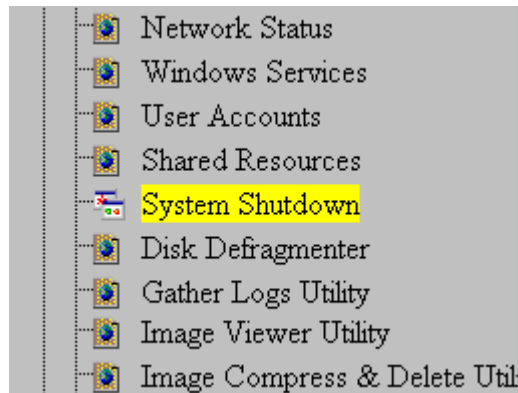 Network Status
Windows Services
User Accounts
Shared Resources
System Shutdown
Disk Defragmenter
Gather Logs Utility
Image Viewer Utility
Image Compress & Delete